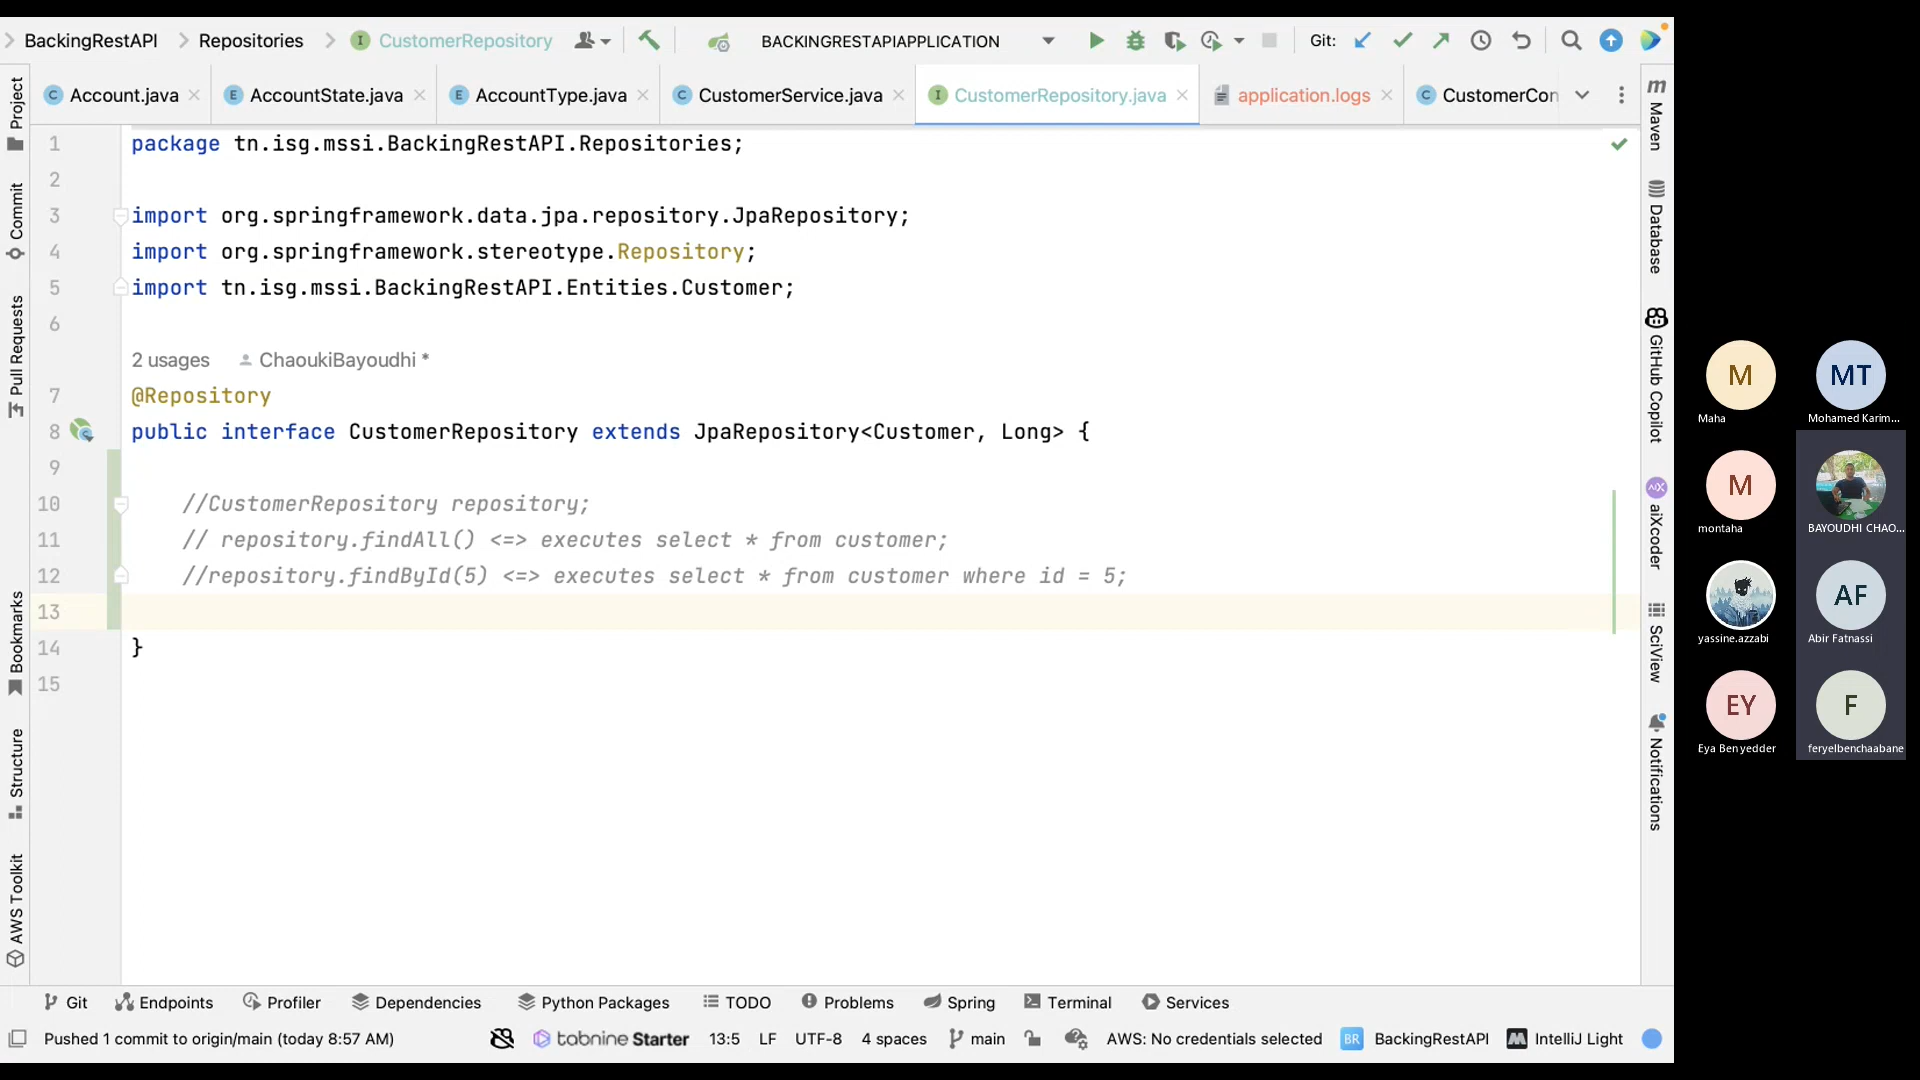 BackingRestAPI Repositories CustomerRepository BACKINGRESTAPIAPPLICATION Git:
Account.java AccountState.java AccountType.java CustomerService.java CustomerRepository.java application.logs CustomerCon
1 package tn.isg.mssi.BackingRestAPI.Repositories;
2
3 import org.springframework.data.jpa.repository.JpaRepository;
4 import org.springframework.stereotype.Repository;
5 import tn.isg.mssi.BackingRestAPI.Entities.Customer;
6
2 usages ChaoukiBayoudhi *
7 @Repository
8 public interface CustomerRepository extends JpaRepository<Customer, Long> {
9
10 //CustomerRepository repository;
11 // repository.findAll() <=> executes select * from customer;
12 //repository.findById(5) <=> executes select * from customer where id = 5;
13
14 }
15
Project
Commit
Pull Requests
Bookmarks
Structure
AWS Toolkit
m Maven
Database
GitHub Copilot
aiXcoder
SciView
Notifications
Git Endpoints Profiler Dependencies Python Packages TODO Problems Spring Terminal Services
Pushed 1 commit to origin/main (today 8:57 AM) tabnine Starter 13:5 LF UTF-8 4 spaces main AWS: No credentials selected BR BackingRestAPI IntelliJ Light
M MT
Maha Mohamed Karim...
M
montaha BAYOUDHI CHAO...
AF
yassine.azzabi Abir Fatnassi
EY F
Eya Ben yedder feryelbenchaabane